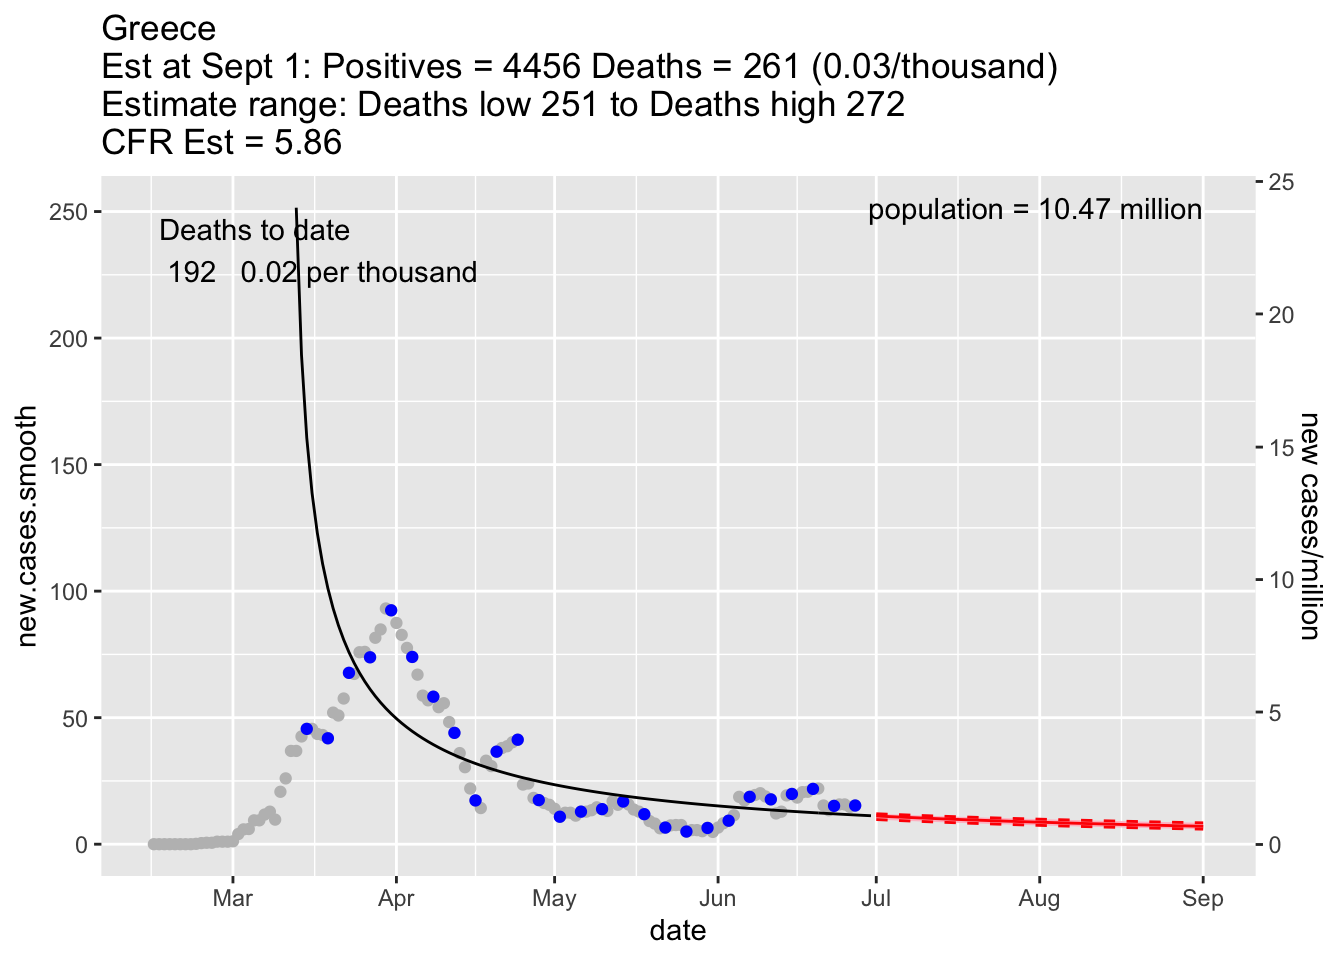 Greece
Est at Sept 1: Positives = 4456 Deaths = 261 (0.03/thousand)
Estimate range: Deaths low 251 to Deaths high 272
CFR Est = 5.86
Deaths to date
192 0.02 per thousand
population = 10.47 million
new.cases.smooth
250
200
150
100
50
0
25
20
15
10
5
0
new cases/million
Mar Apr May Jun Jul Aug Sep
date